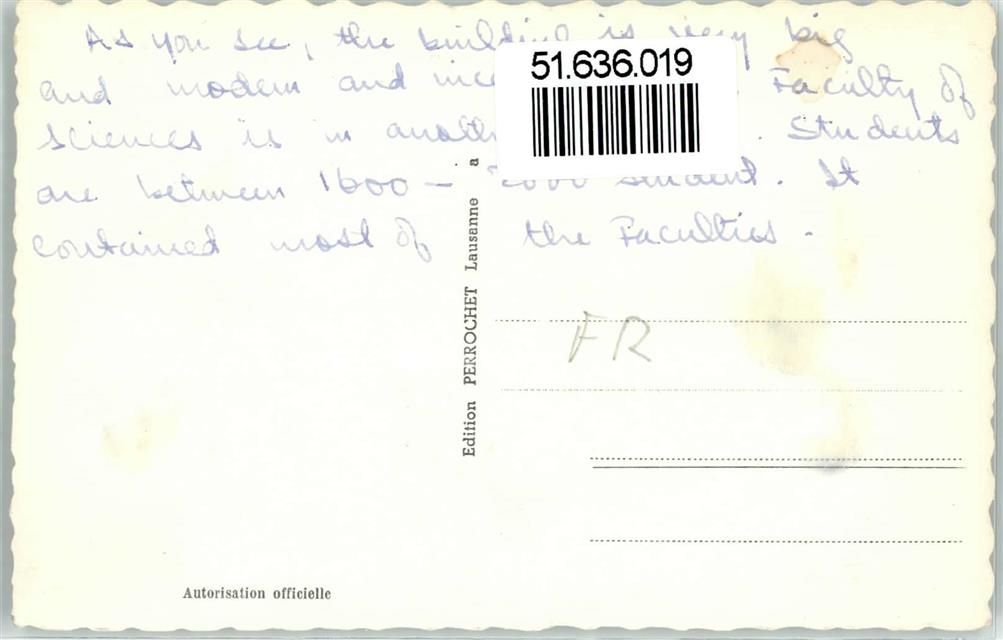 As you see, the building is very big
and modern and Faculty of
sciences is in . Students
are between 1600 - 2000 student. It
contained most of the Faculties.
51.636.019
Edition PERROCHET Lausanne a
FR
Autorisation officielle